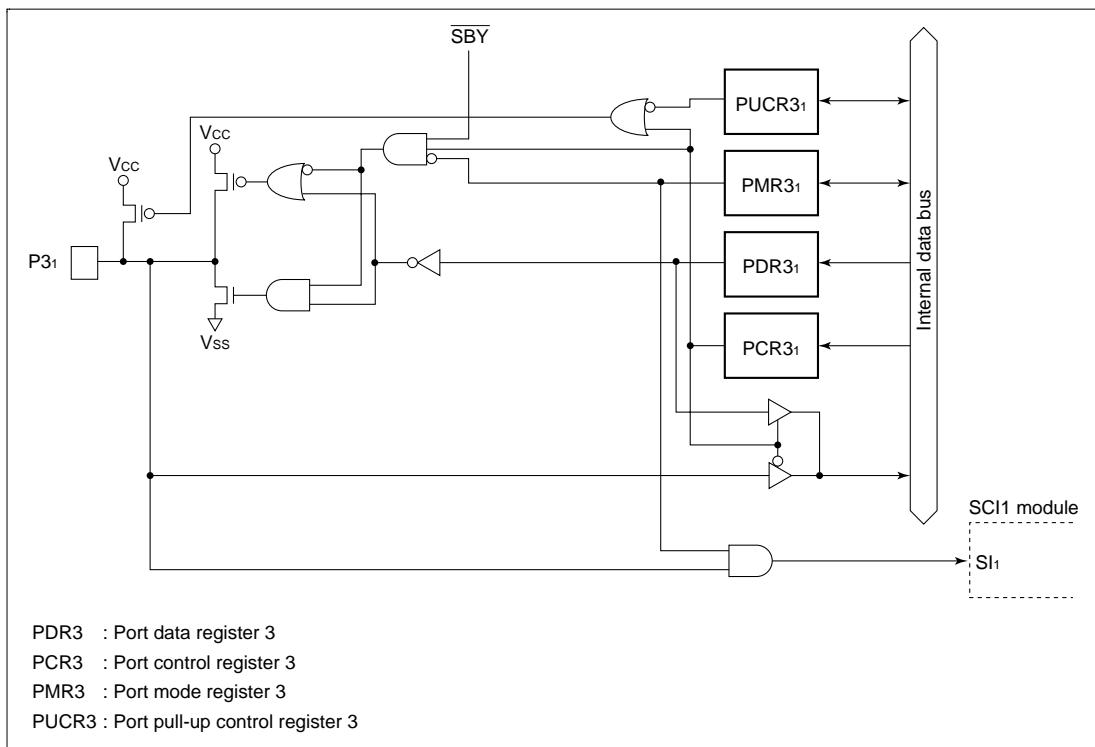 SBY
PUCR31
VCC
VCC
PMR31
P31
PDR31
Internal data bus
VSS
PCR31
SCI1 module
SI1
PDR3 : Port data register 3
PCR3 : Port control register 3
PMR3 : Port mode register 3
PUCR3 : Port pull-up control register 3